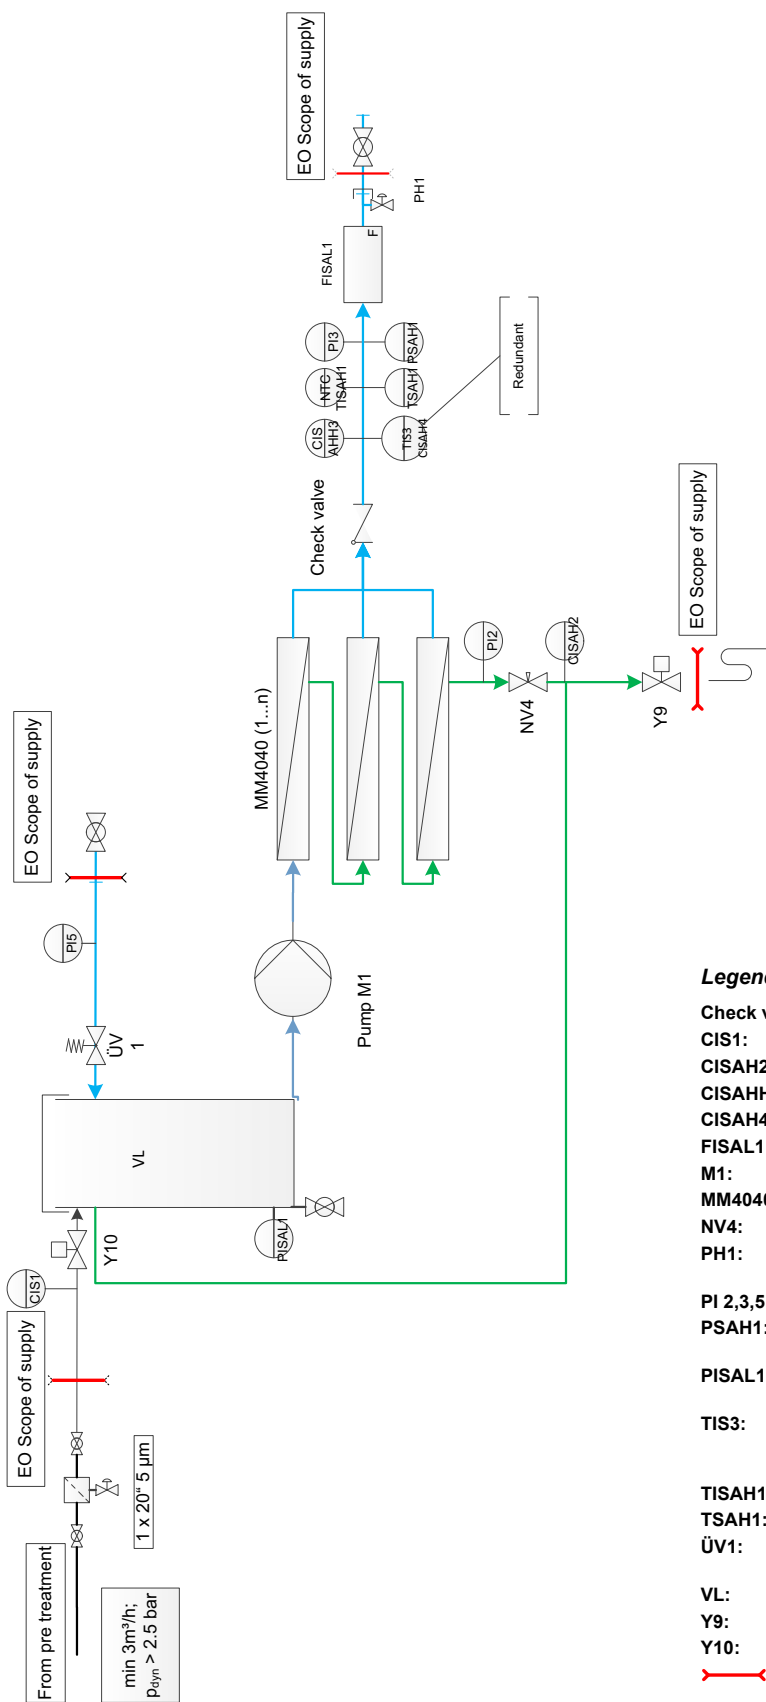 EO Scope of supply
PH1
FISAL1
F
PI3
PSAH1
NTC
TISAH1
TSAH1
CIS
AHH3
TIS3
CISAH4
Redundant
Check valve
EO Scope of supply
MM4040 (1...n)
PI2
NV4
CISAH2
Y9
EO Scope of supply
PI5
ÜV
1
Pump M1
VL
PISAL1
Y10
CIS1
EO Scope of supply
1 x 20“ 5 µm
From pre treatment
min 3m³/h;
pdyn > 2.5 bar
Legen
Check v
CIS1:
CISAH2
CISAHH
CISAH4
FISAL1
M1:
MM4040
NV4:
PH1:
PI 2,3,5
PSAH1:
PISAL1
TIS3:
TISAH1
TSAH1:
ÜV1:
VL:
Y9:
Y10: